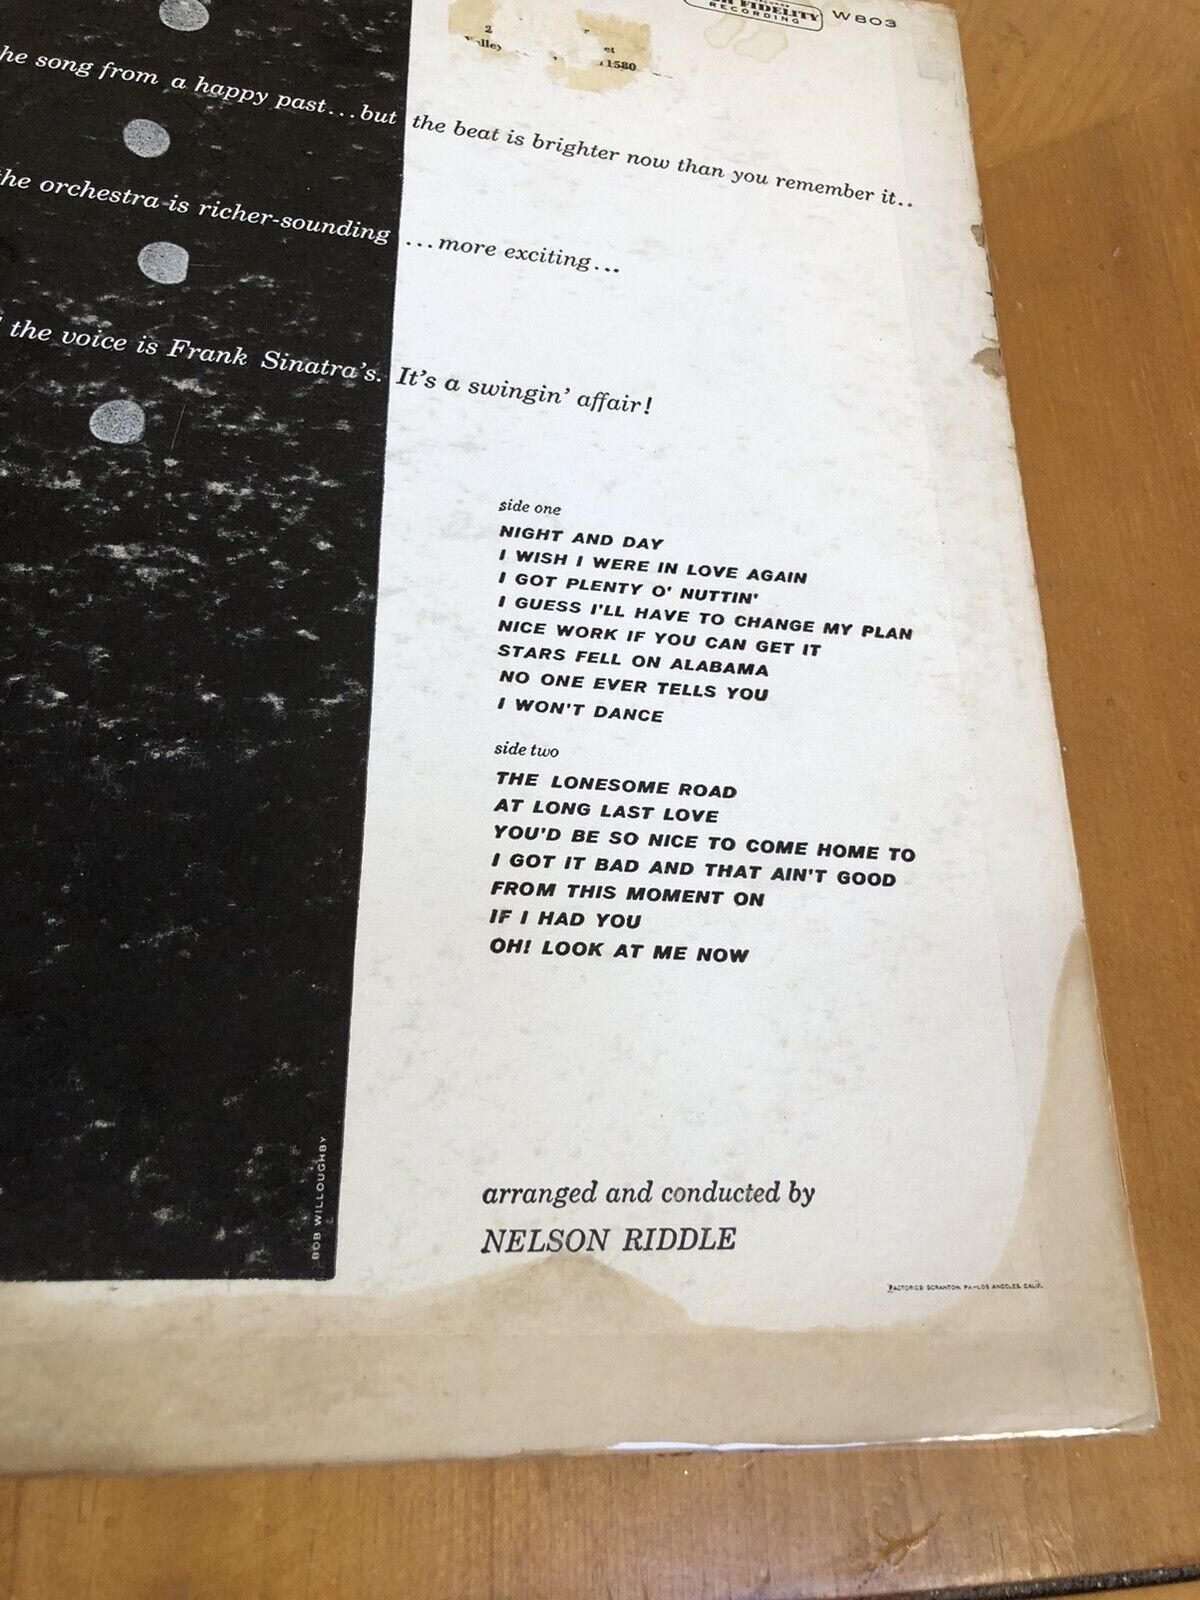 FIDELITY
RECORDING
W 803
2
et
1580
he song from a happy past...but the beat is brighter now than you remember it..
the orchestra is richer-sounding ...more exciting...
the voice is Frank Sinatra's. It's a swingin' affair!
side one
NIGHT AND DAY
I WISH I WERE IN LOVE AGAIN
I GOT PLENTY O' NUTTIN'
I GUESS I'LL HAVE TO CHANGE MY PLAN
NICE WORK IF YOU CAN GET IT
STARS FELL ON ALABAMA
NO ONE EVER TELLS YOU
I WON'T DANCE
side two
THE LONESOME ROAD
AT LONG LAST LOVE
YOU'D BE SO NICE TO COME HOME TO
I GOT IT BAD AND THAT AIN'T GOOD
FROM THIS MOMENT ON
IF I HAD YOU
OH! LOOK AT ME NOW
BOB WILLOUGHBY
arranged and conducted by
NELSON RIDDLE
FACTORIES: SCRANTON, PA.—LOS ANGELES, CALIF.